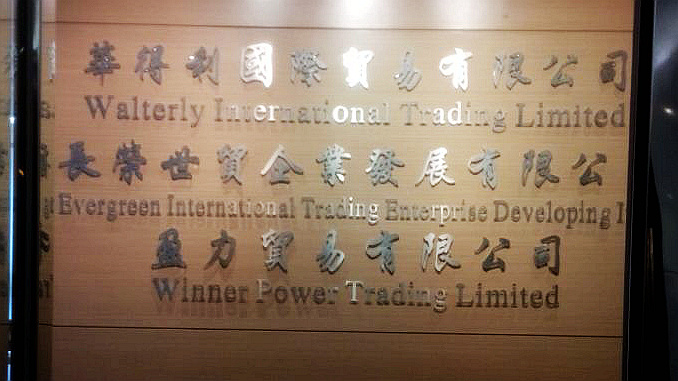 華得利國際貿易有限公司
Walterly International Trading Limited
長榮世貿企業發展有限公
Evergreen International Trading Enterprise Developing
盈力貿易有限公司
Winner Power Trading Limited